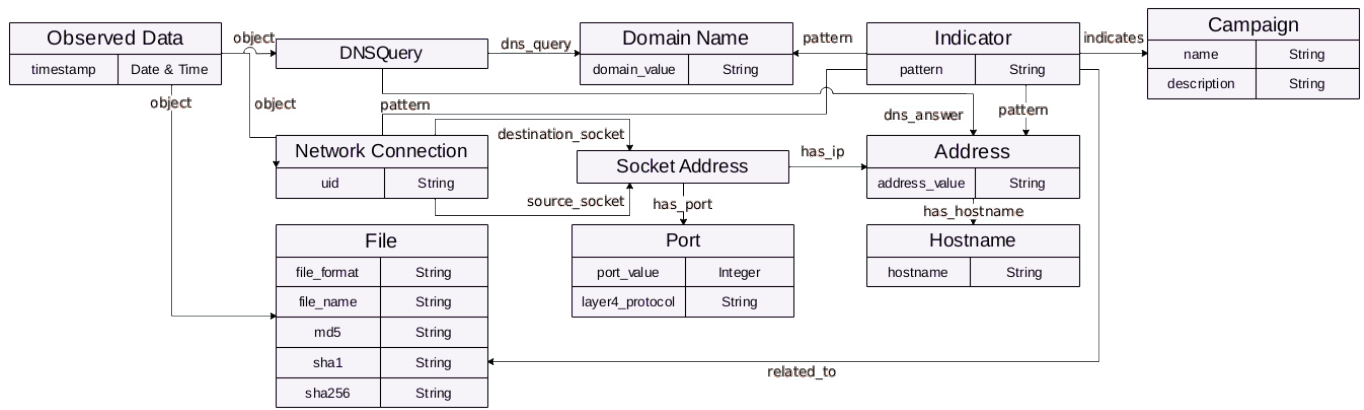 Observed Data
timestamp Date & Time
object
DNSQuery
dns_query
Domain Name
domain_value String
pattern
Indicator
pattern String
indicates
Campaign
name String
description String
object
object
pattern
dns_answer
pattern
destination_socket
Network Connection
uid String
source_socket
Socket Address
has_ip
Address
address_value String
has_port
has_hostname
File
file_format String
file_name String
md5 String
sha1 String
sha256 String
Port
port_value Integer
layer4_protocol String
Hostname
hostname String
related_to